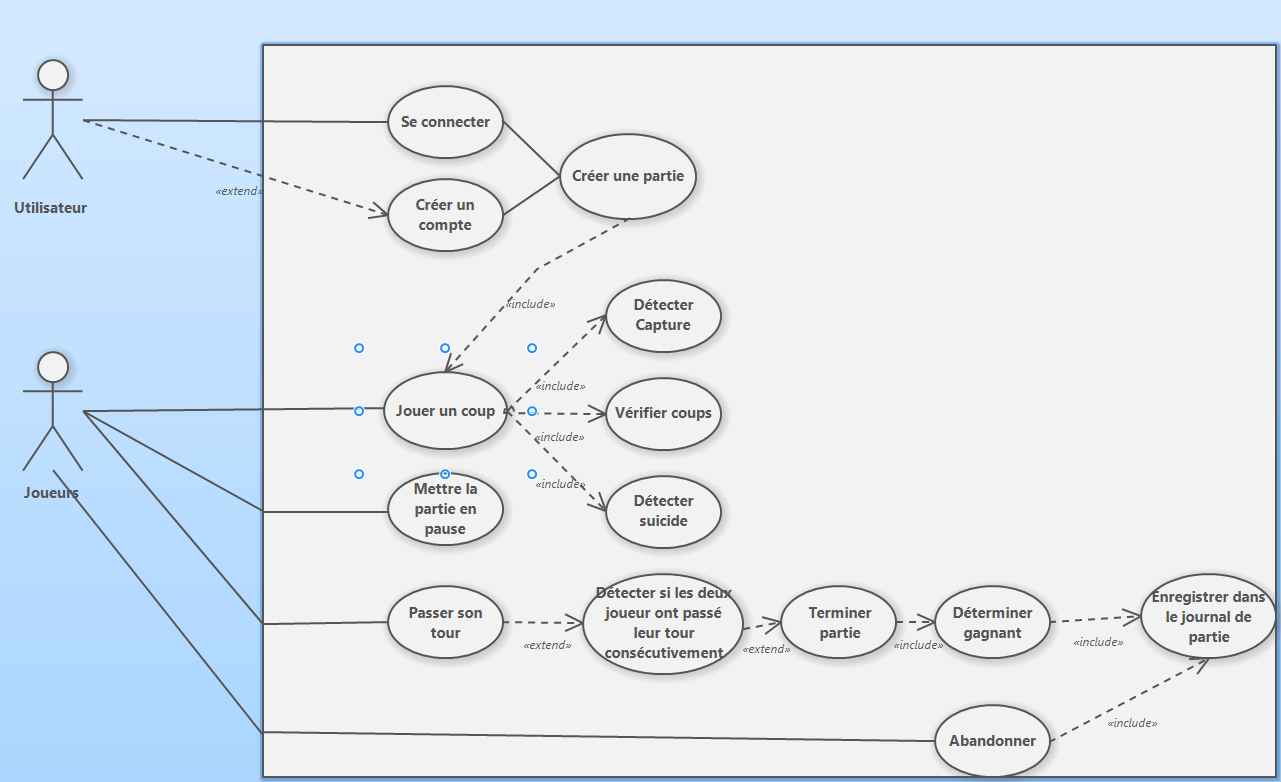 Se connecter
Créer une partie
«extend»
Utilisateur
Créer un
compte
«include»
Détecter
Capture
«include»
Jouer un coup
Vérifier coups
«include»
«include»
Joueurs
Mettre la
partie en
pause
Détecter
suicide
Passer son
tour
«extend»
Détecter si les deux
joueur ont passé
leur tour
consécutivement
«extend»
Terminer
partie
«include»
Déterminer
gagnant
«include»
Enregistrer dans
le journal de
partie
«include»
Abandonner